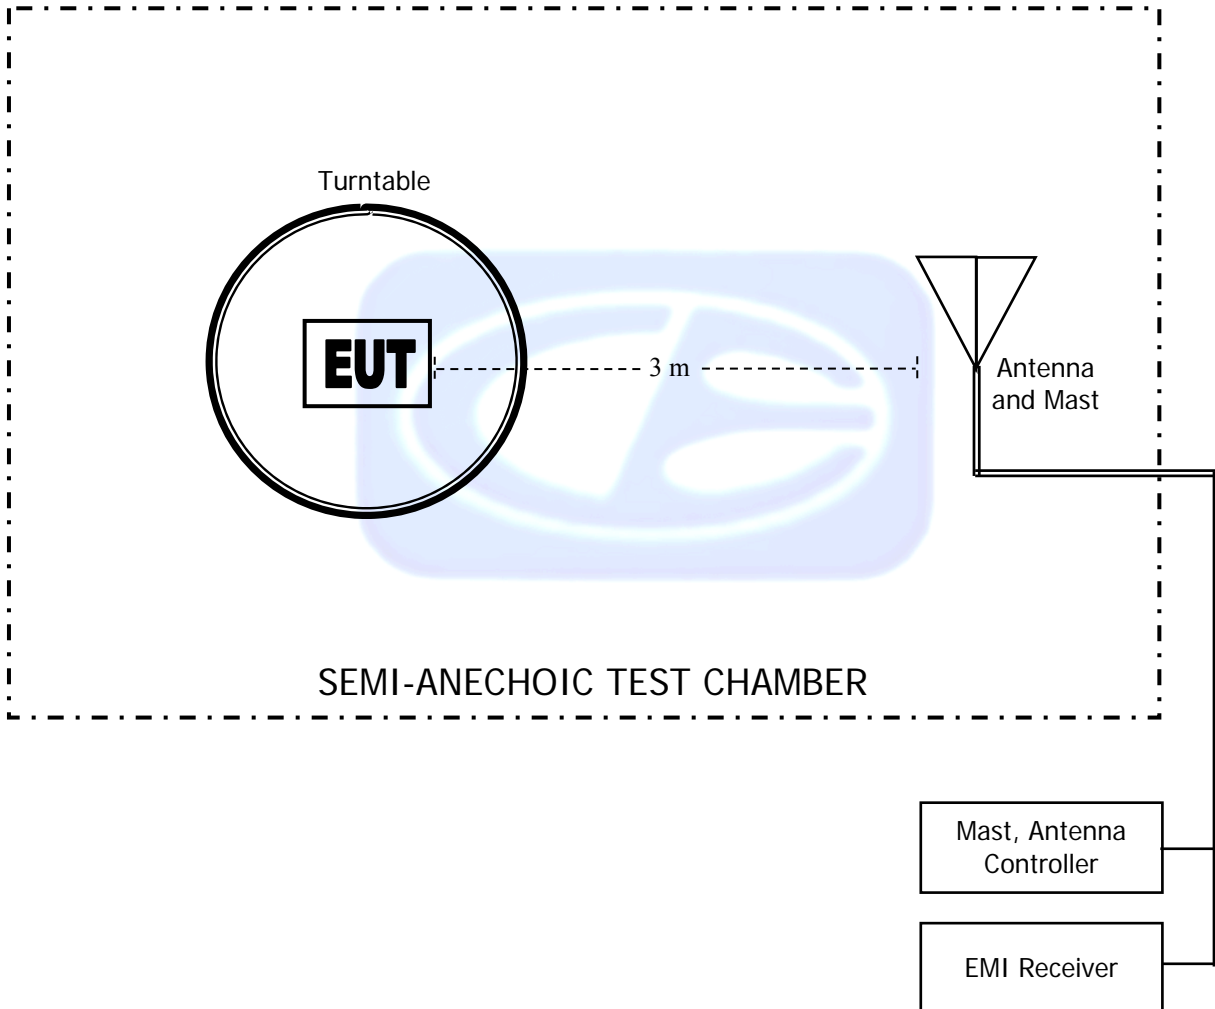 Turntable
EUT
3 m
Antenna
and Mast
SEMI-ANECHOIC TEST CHAMBER
Mast, Antenna
Controller
EMI Receiver